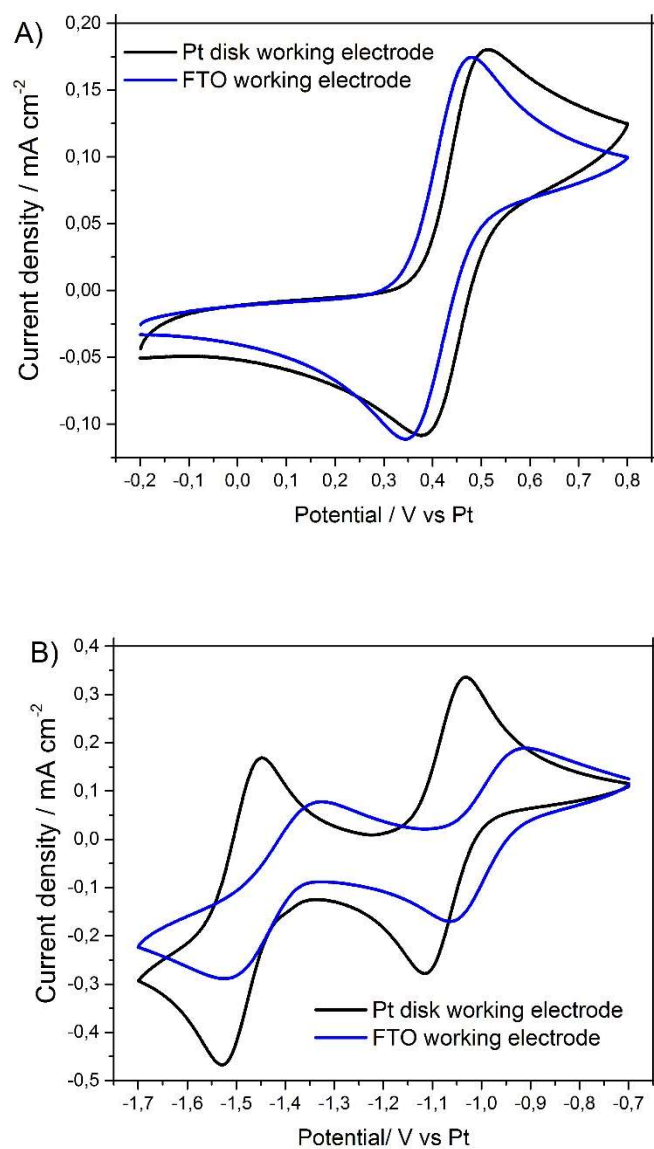 A)
Pt disk working electrode
FTO working electrode
0,20
0,15
0,10
0,05
0,00
-0,05
-0,10
Current density / mA cm-2
-0,2 -0,1 0,0 0,1 0,2 0,3 0,4 0,5 0,6 0,7 0,8
Potential / V vs Pt
B)
0,4
0,3
0,2
0,1
0,0
-0,1
-0,2
-0,3
-0,4
-0,5
Current density / mA cm-2
Pt disk working electrode
FTO working electrode
-1,7 -1,6 -1,5 -1,4 -1,3 -1,2 -1,1 -1,0 -0,9 -0,8 -0,7
Potential/ V vs Pt